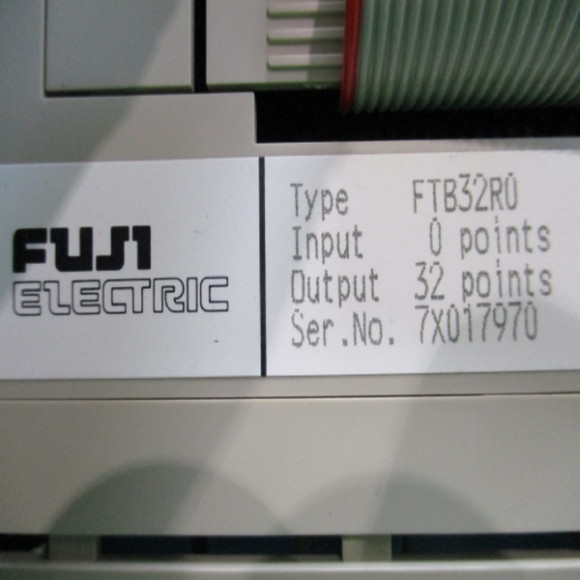 FUJI
ELECTRIC
Type FTB32R0
Input 0 points
Output 32 points
Ser.No. 7X017970